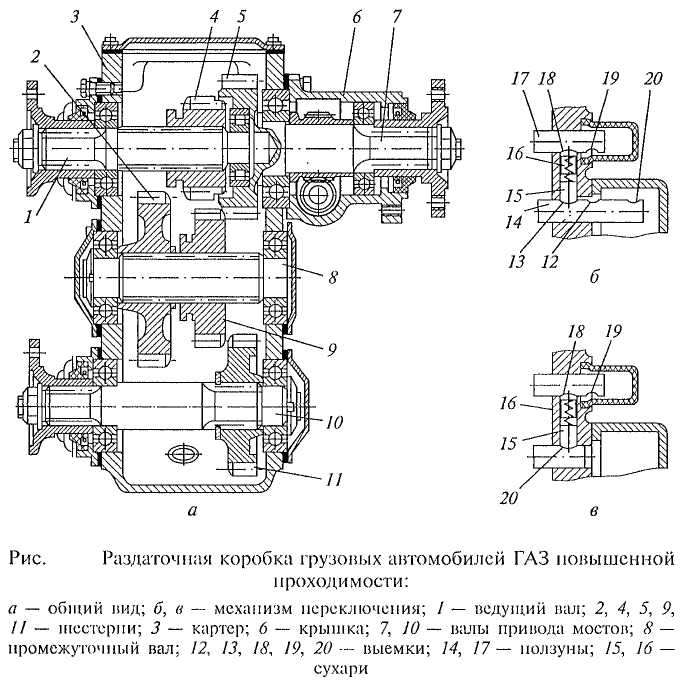 3 4 5 6 7
2
1
8
9
10
11
а
17 18 19 20
16
15
14
13 12
б
18 19
16
15
20
в
Рис. Раздаточная коробка грузовых автомобилей ГАЗ повышенной
проходимости:
а — общий вид; б, в — механизм переключения; 1 — ведущий вал; 2, 4, 5, 9,
11 — шестерни; 3 — картер; 6 — крышка; 7, 10 — валы привода мостов; 8 —
промежуточный вал; 12, 13, 18, 19, 20 — выемки; 14, 17 — ползуны; 15, 16 —
сухари